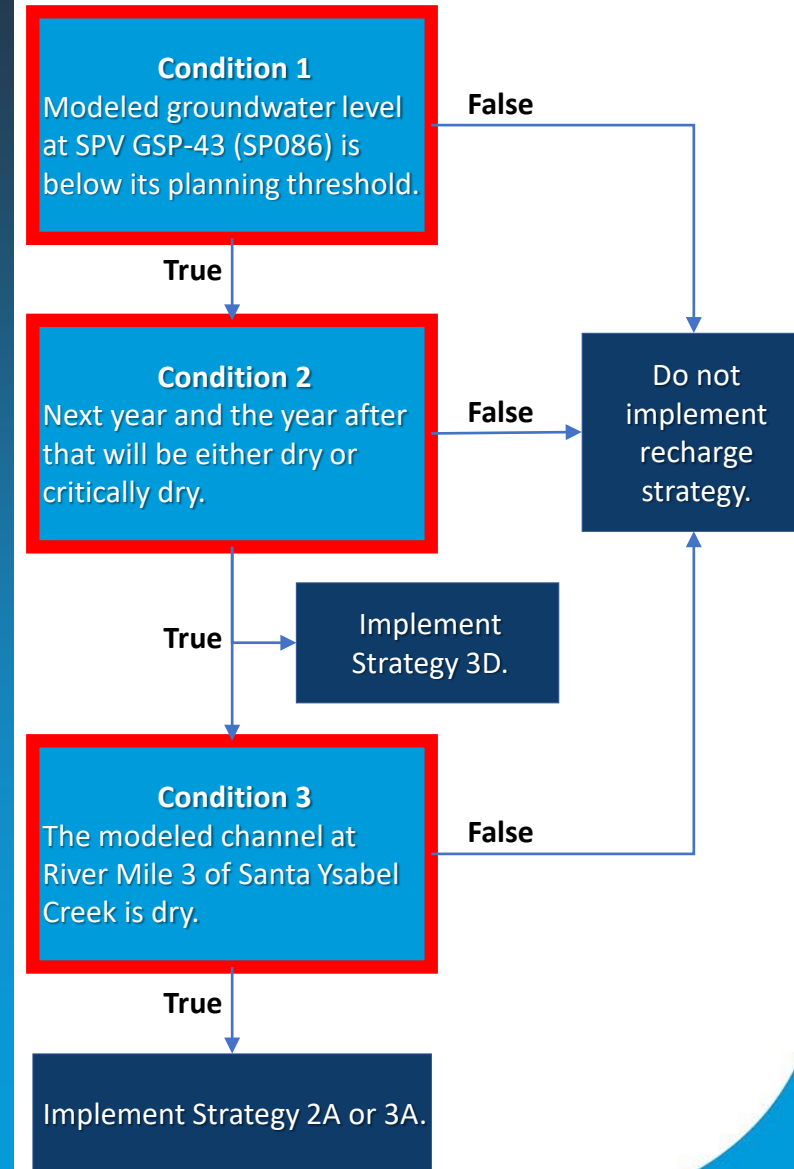 Condition 1
Modeled groundwater level
at SPV GSP-43 (SP086) is
below its planning threshold.
False
True
Condition 2
Next year and the year after
that will be either dry or
critically dry.
False
Do not
implement
recharge
strategy.
True
Implement
Strategy 3D.
Condition 3
The modeled channel at
River Mile 3 of Santa Ysabel
Creek is dry.
False
True
Implement Strategy 2A or 3A.